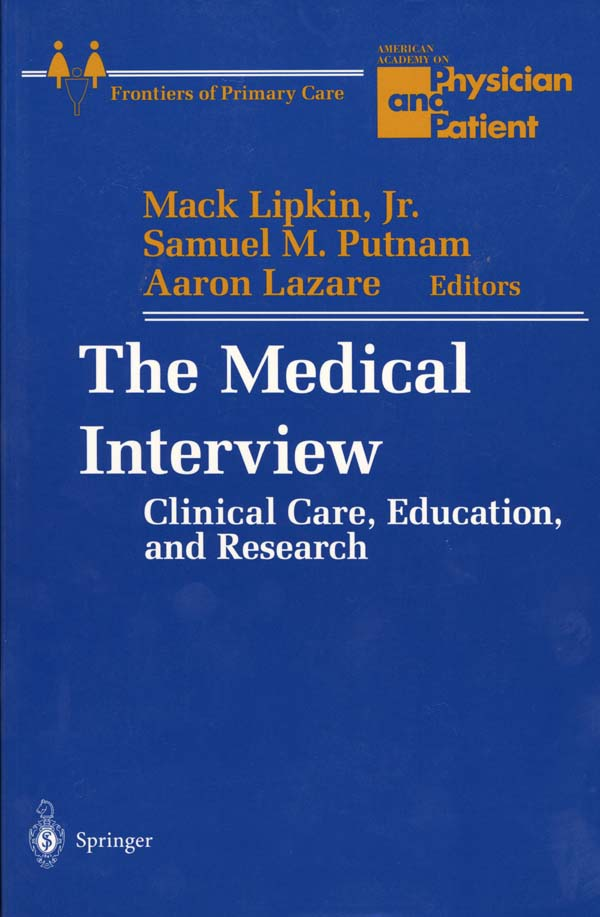 Frontiers of Primary Care
AMERICAN
ACADEMY ON
Physician
and
Patient
Mack Lipkin, Jr.
Samuel M. Putnam
Aaron Lazare Editors
The Medical
Interview
Clinical Care, Education,
and Research
S
Springer